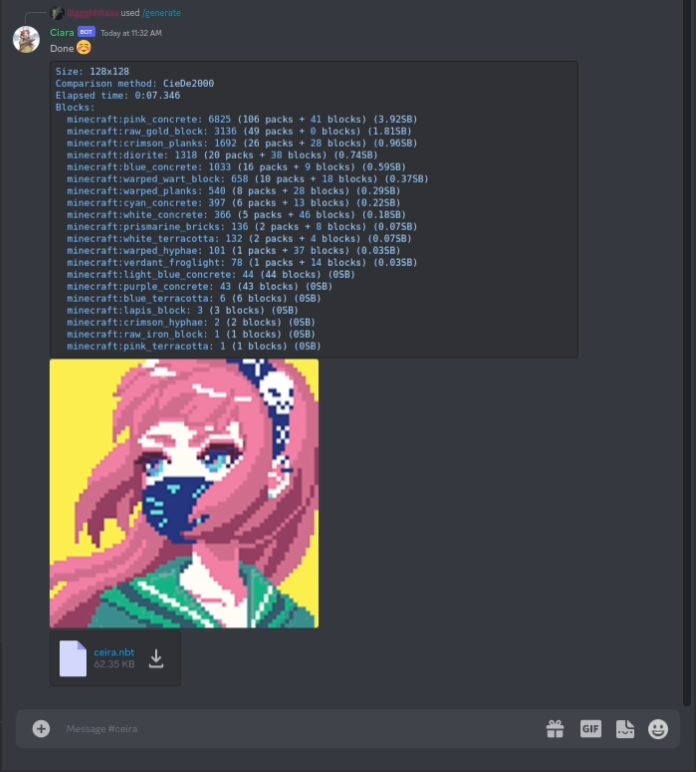 used /generate
Ciara BOT Today at 11:32 AM
Done
Size: 128x128
Comparison method: CieDe2000
Elapsed time: 0:07.346
Blocks:
minecraft:pink_concrete: 6825 (106 packs + 41 blocks) (3.92SB)
minecraft:raw_gold_block: 3136 (49 packs + 0 blocks) (1.81SB)
minecraft:crimson_planks: 1692 (26 packs + 28 blocks) (0.96SB)
minecraft:diorite: 1318 (20 packs + 38 blocks) (0.74SB)
minecraft:blue_concrete: 1033 (16 packs + 9 blocks) (0.59SB)
minecraft:warped_wart_block: 658 (10 packs + 18 blocks) (0.37SB)
minecraft:warped_planks: 540 (8 packs + 28 blocks) (0.29SB)
minecraft:cyan_concrete: 397 (6 packs + 13 blocks) (0.22SB)
minecraft:white_concrete: 366 (5 packs + 46 blocks) (0.18SB)
minecraft:prismarine_bricks: 136 (2 packs + 8 blocks) (0.07SB)
minecraft:white_terracotta: 132 (2 packs + 4 blocks) (0.07SB)
minecraft:warped_hyphae: 101 (1 packs + 37 blocks) (0.03SB)
minecraft:verdant_froglight: 78 (1 packs + 14 blocks) (0.03SB)
minecraft:light_blue_concrete: 44 (44 blocks) (0SB)
minecraft:purple_concrete: 43 (43 blocks) (0SB)
minecraft:blue_terracotta: 6 (6 blocks) (0SB)
minecraft:lapis_block: 3 (3 blocks) (0SB)
minecraft:crimson_hyphae: 2 (2 blocks) (0SB)
minecraft:raw_iron_block: 1 (1 blocks) (0SB)
minecraft:pink_terracotta: 1 (1 blocks) (0SB)
ceira.nbt
62.35 KB
Message #ceira
GIF